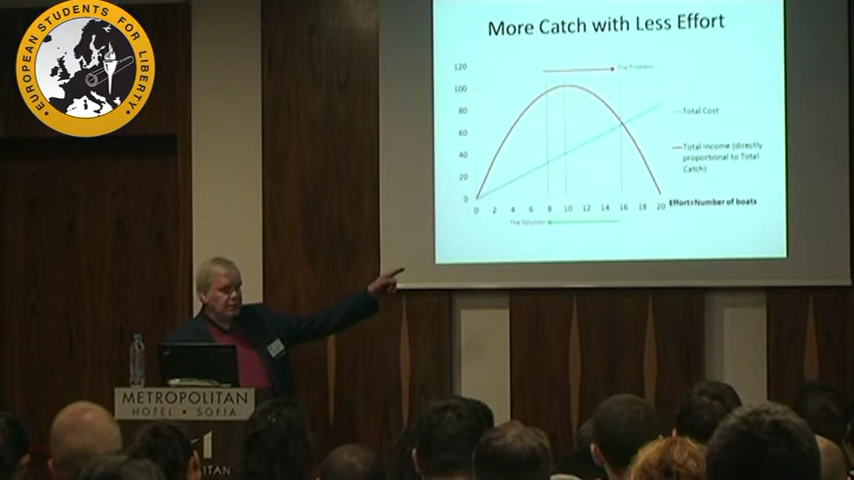 EUROPEAN STUDENTS FOR LIBERTY
More Catch with Less Effort
120
100
80
60
40
20
0
0 2 4 6 8 10 12 14 16 18 20
The Problem
Total Cost
Total Income (directly
proportional to Total
Catch)
Effort=Number of boats
The Solution
METROPOLITAN
HOTEL • SOFIA
LITAN